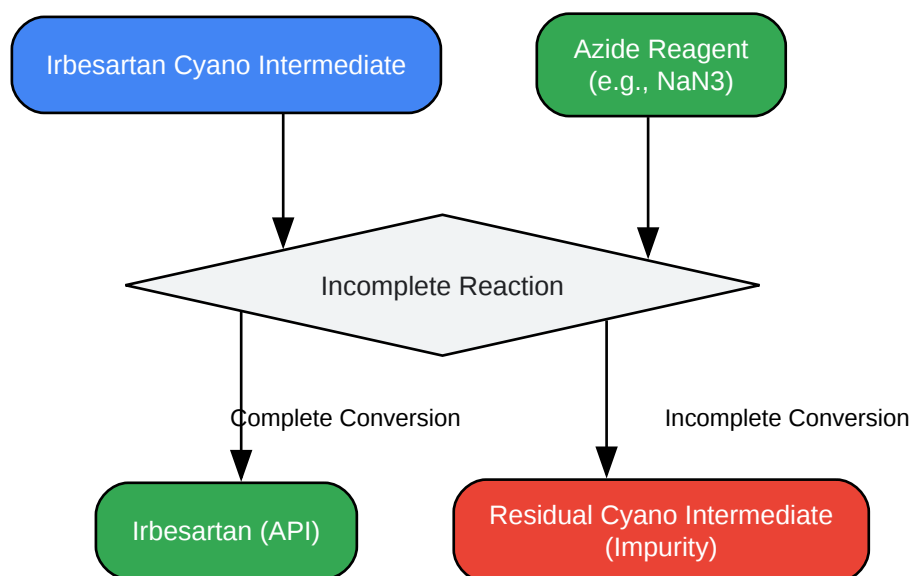 Irbesartan Cyano Intermediate
Azide Reagent
(e.g., NaN3)
Incomplete Reaction
Complete Conversion
Incomplete Conversion
Irbesartan (API)
Residual Cyano Intermediate
(Impurity)